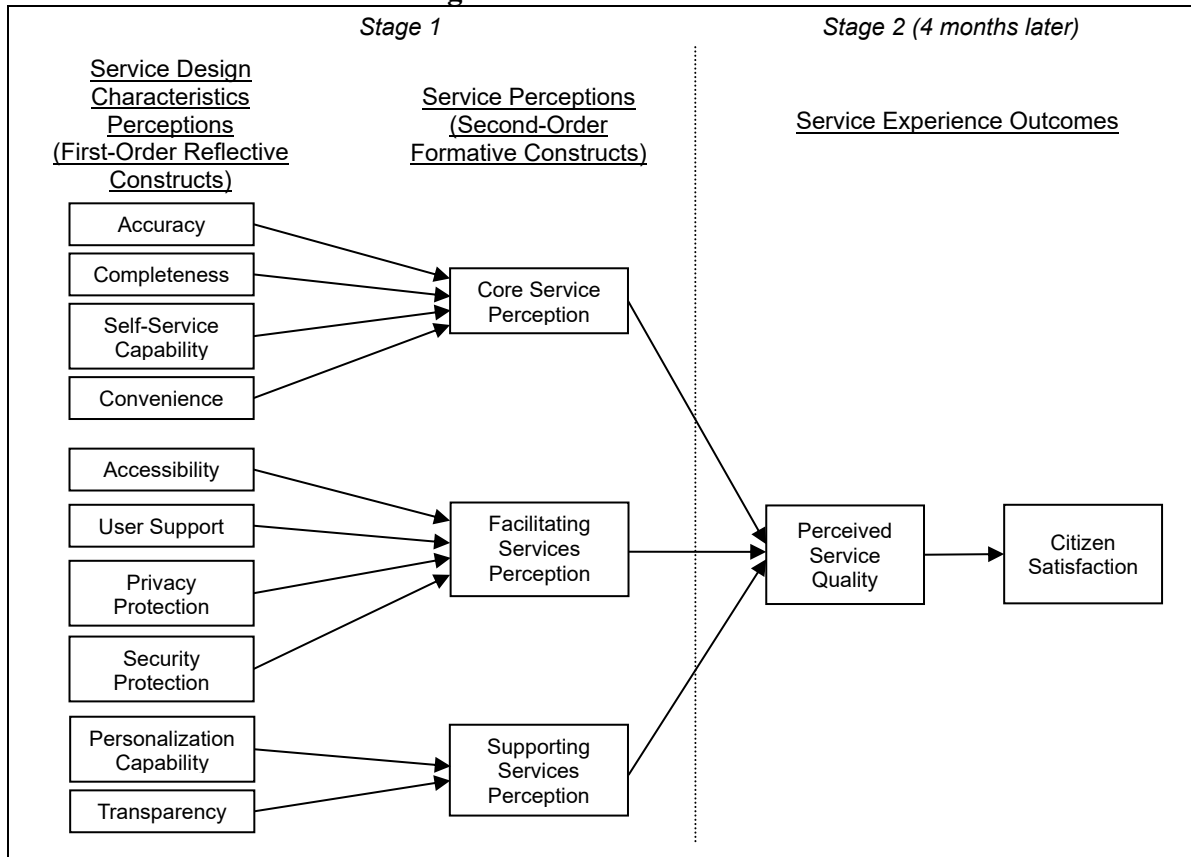 Stage 1
Stage 2 (4 months later)
Service Design
Characteristics
Perceptions
(First-Order Reflective
Constructs)
Service Perceptions
(Second-Order
Formative Constructs)
Service Experience Outcomes
Accuracy
Completeness
Self-Service
Capability
Convenience
Core Service
Perception
Accessibility
User Support
Privacy
Protection
Security
Protection
Facilitating
Services
Perception
Perceived
Service
Quality
Citizen
Satisfaction
Personalization
Capability
Transparency
Supporting
Services
Perception